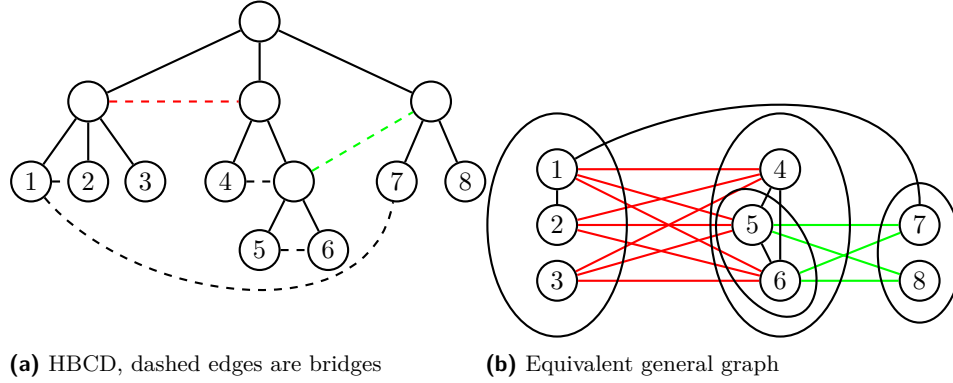 1 2 3 4 7 8
5 6
1 4
2 5 7
3 6 8
(a) HBCD, dashed edges are bridges
(b) Equivalent general graph